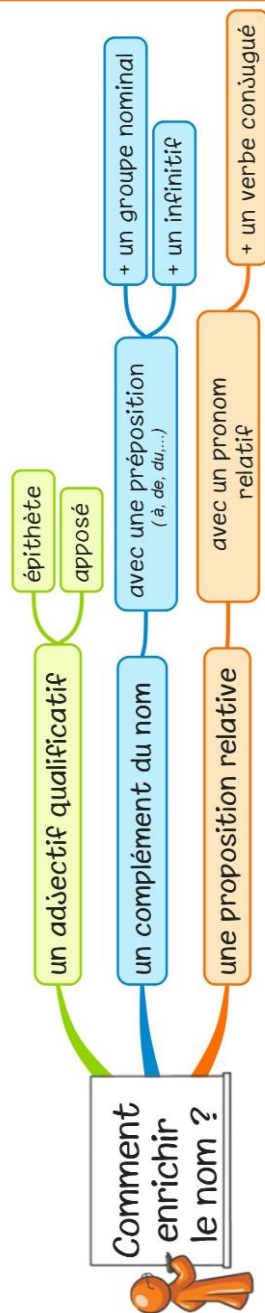 Comment
enrichir
le nom ?
un adjectif qualificatif
épithète
apposé
un complément du nom
avec une préposition
( à, de, du,...)
+ un groupe nominal
+ un infinitif
une proposition relative
avec un pronom
relatif
+ un verbe conjugué